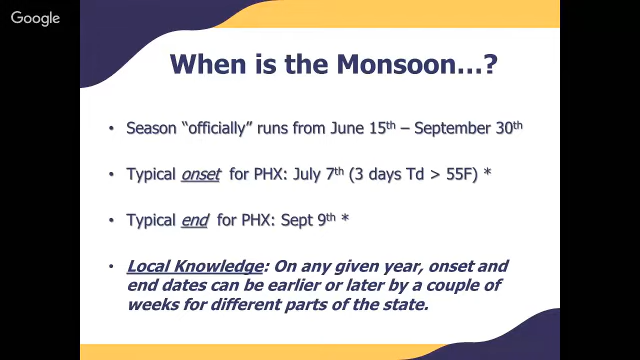 Google
When is the Monsoon...?
• Season “officially” runs from June 15th – September 30th
• Typical onset for PHX: July 7th (3 days Td > 55F) *
• Typical end for PHX: Sept 9th *
• Local Knowledge: On any given year, onset and
end dates can be earlier or later by a couple of
weeks for different parts of the state.